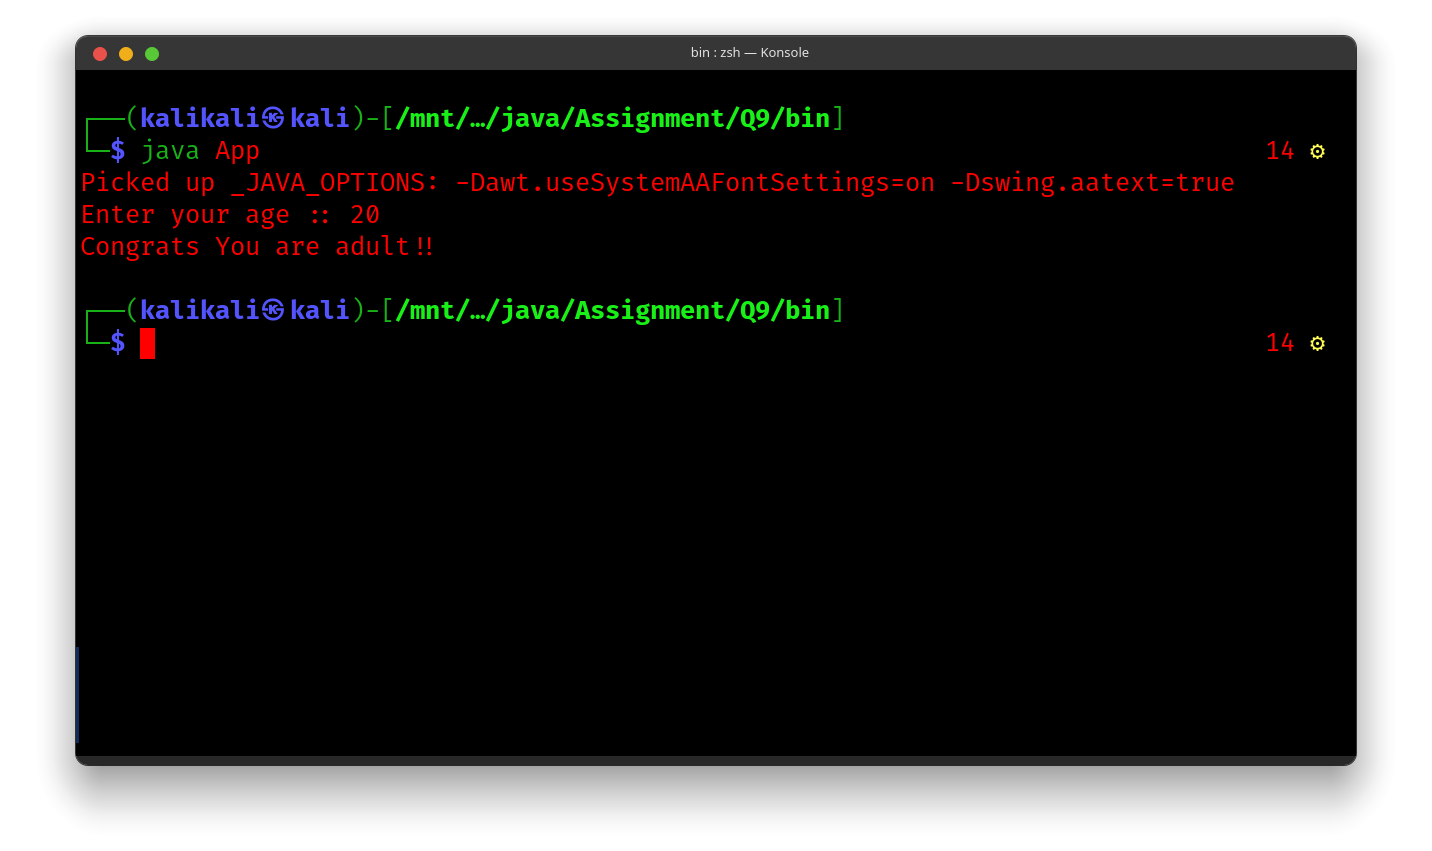 bin : zsh — Konsole
┌──(kalikali㉿kali)-[/mnt/…/java/Assignment/Q9/bin]
└─$ java App 14 ⚙
Picked up _JAVA_OPTIONS: -Dawt.useSystemAAFontSettings=on -Dswing.aatext=true
Enter your age :: 20
Congrats You are adult!!
┌──(kalikali㉿kali)-[/mnt/…/java/Assignment/Q9/bin]
└─$ 14 ⚙